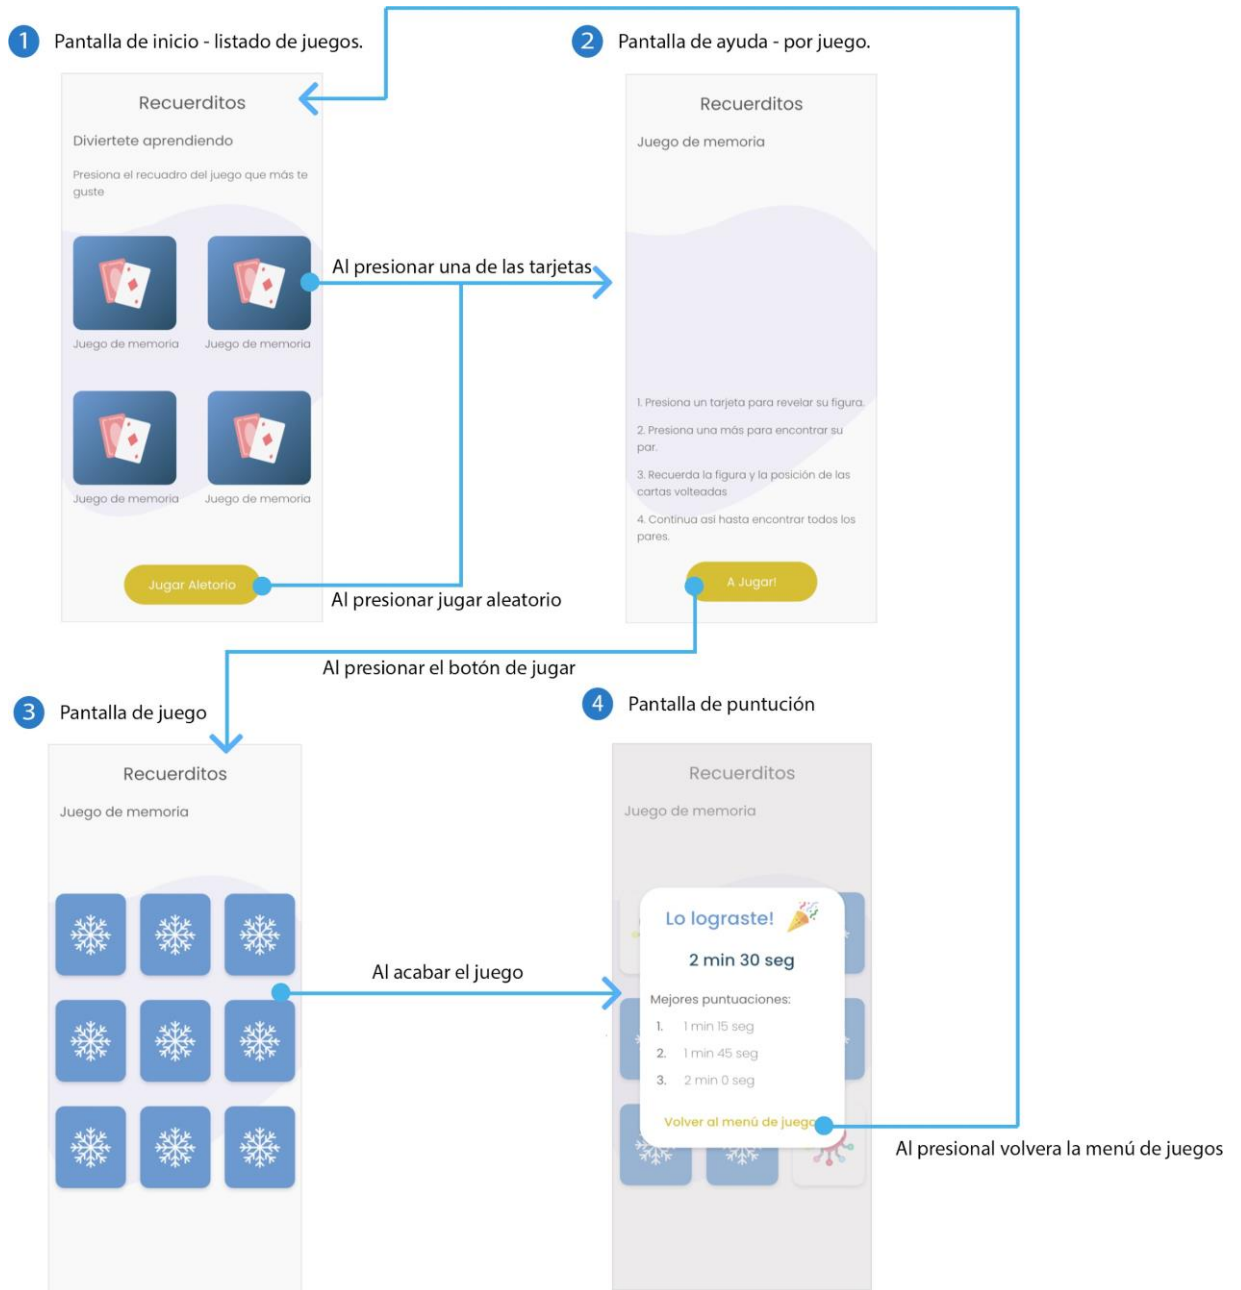 1 Pantalla de inicio - listado de juegos.
Recuerditos
Diviertete aprendiendo
Presiona el recuadro del juego que más te
guste
Juego de memoria
Juego de memoria
Juego de memoria
Juego de memoria
Jugar Aletorio
Al presionar una de las tarjetas
Al presionar jugar aleatorio
2 Pantalla de ayuda - por juego.
Recuerditos
Juego de memoria
1. Presiona un tarjeta para revelar su figura.
2. Presiona una más para encontrar su
par.
3. Recuerda la figura y la posición de las
cartas volteadas
4. Continua asi hasta encontrar todos los
pares.
A Jugar!
Al presionar el botón de jugar
3 Pantalla de juego
Recuerditos
Juego de memoria
Al acabar el juego
4 Pantalla de puntución
Recuerditos
Juego de memoria
Lo lograste!
2 min 30 seg
Mejores puntuaciones:
1. 1 min 15 seg
2. 1 min 45 seg
3. 2 min 0 seg
Volver al menú de juego
Al presional volvera la menú de juegos